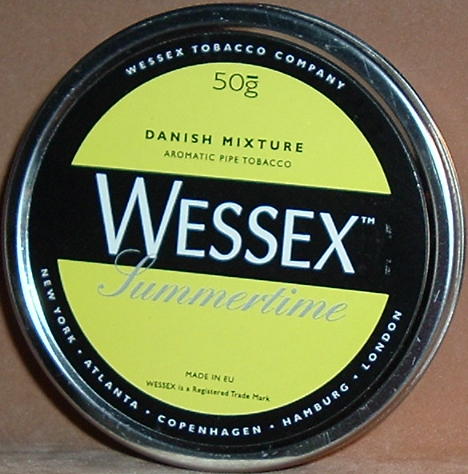 WESSEX TOBACCO COMPANY
50g
DANISH MIXTURE
AROMATIC PIPE TOBACCO
WESSEX™
Summertime
MADE IN EU
WESSEX is a Registered Trade Mark
NEW YORK • ATLANTA • COPENHAGEN • HAMBURG • LONDON